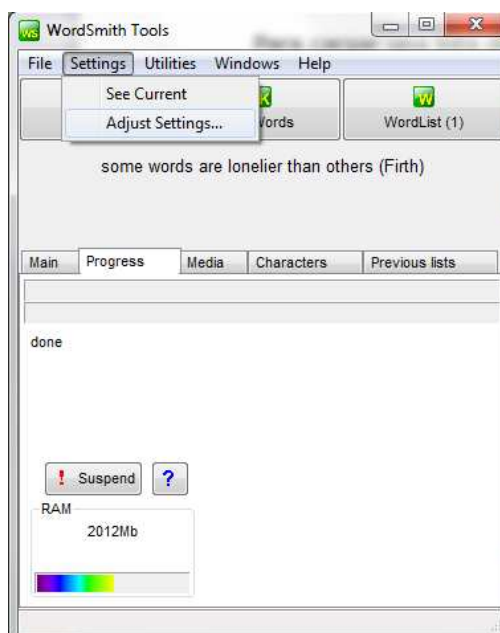 WordSmith Tools
File Settings Utilities Windows Help
See Current
Adjust Settings...
Words
WordList (1)
some words are lonelier than others (Firth)
Main Progress Media Characters Previous lists
done
! Suspend ?
RAM
2012Mb